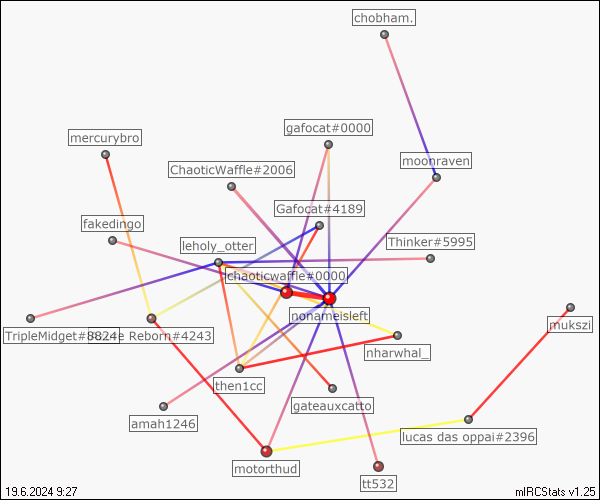 chobham.
gafocat#0000
mercurybro
moonraven
ChaoticWaffle#2006
Gafocat#4189
fakedingo
leholy_otter
Thinker#5995
chaoticwaffle#0000
nonameisleft
mukszi
TripleMidget#8824
Reborn#4243
nharwhal_
then1cc
gateauxcatto
amah1246
lucas das oppai#2396
motorthud
tt532
19.6.2024 9:27
mIRCStats v1.25